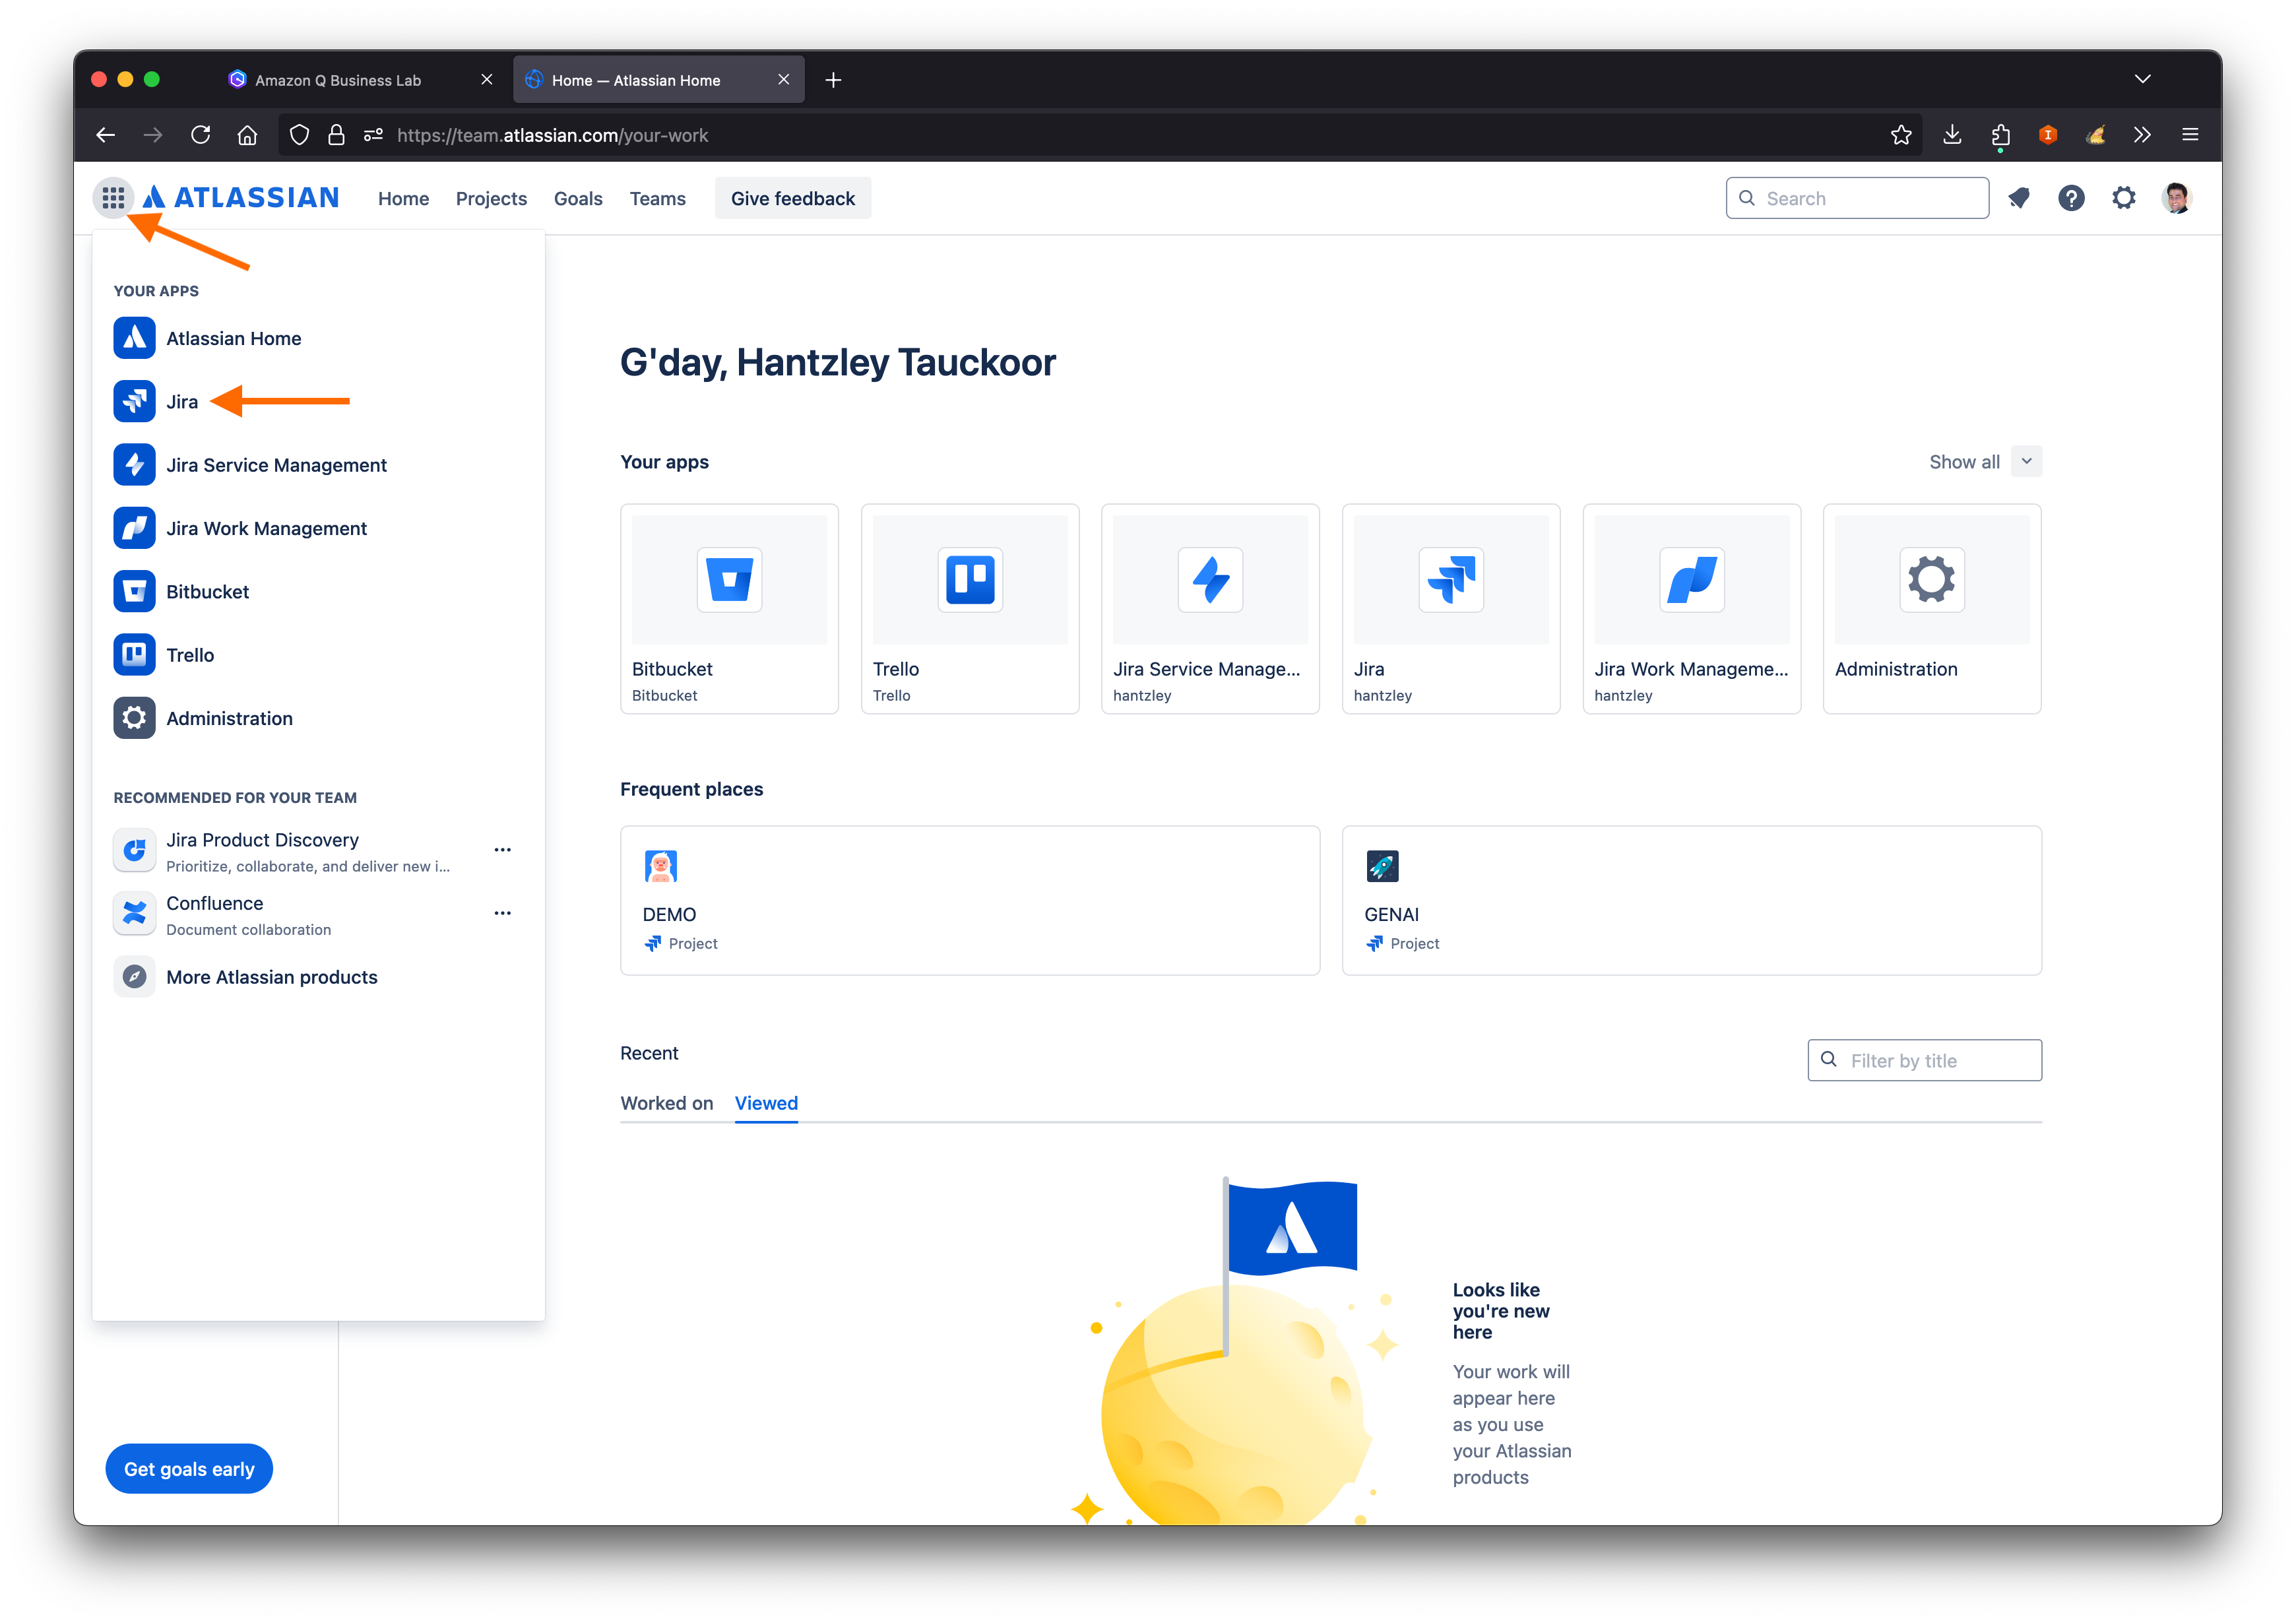 Amazon Q Business Lab
Home — Atlassian Home
https://team.atlassian.com/your-work
ATLASSIAN
Home
Projects
Goals
Teams
Give feedback
Search
YOUR APPS
Atlassian Home
Jira
Jira Service Management
Jira Work Management
Bitbucket
Trello
Administration
RECOMMENDED FOR YOUR TEAM
Jira Product Discovery
Prioritize, collaborate, and deliver new i...
Confluence
Document collaboration
More Atlassian products
Get goals early
G'day, Hantzley Tauckoor
Your apps
Show all
Bitbucket
Bitbucket
Trello
Trello
Jira Service Manage...
hantzley
Jira
hantzley
Jira Work Manageme...
hantzley
Administration
Frequent places
DEMO
Project
GENAI
Project
Recent
Filter by title
Worked on
Viewed
Looks like
you're new
here
Your work will
appear here
as you use
your Atlassian
products